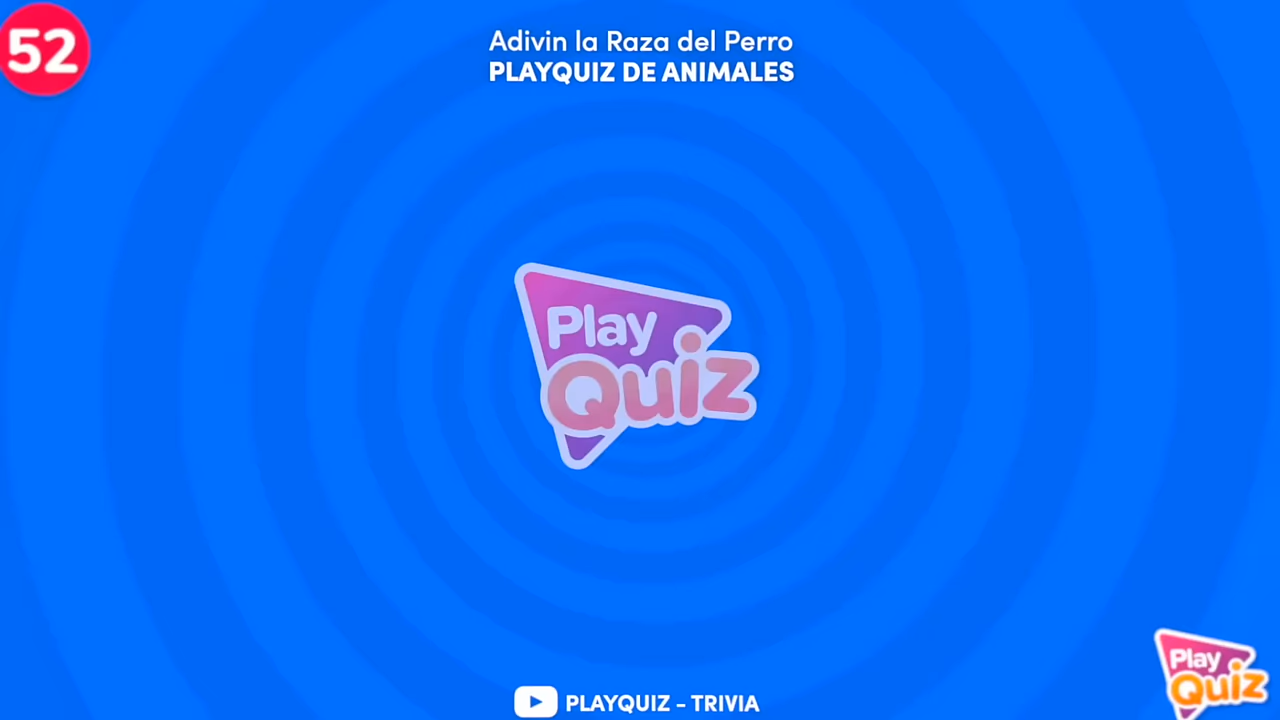 52
Adivin la Raza del Perro
PLAYQUIZ DE ANIMALES
Play
Quiz
PLAYQUIZ - TRIVIA
Play
Quiz